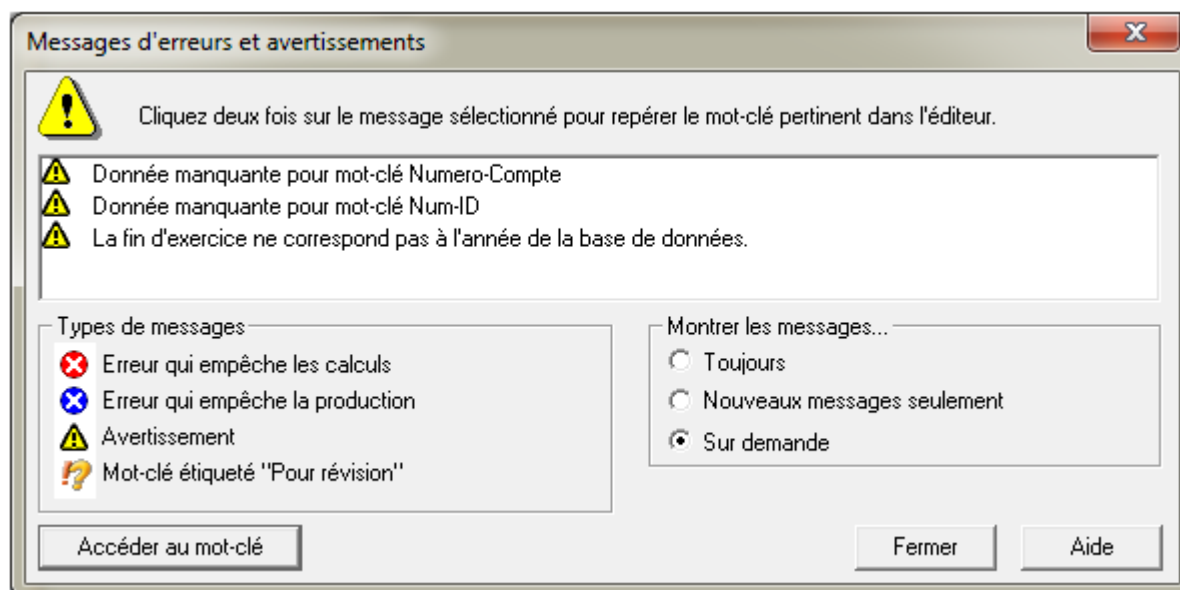 Messages d'erreurs et avertissements
Cliquez deux fois sur le message sélectionné pour repérer le mot-clé pertinent dans l'éditeur.
Donnée manquante pour mot-clé Numero-Compte
Donnée manquante pour mot-clé Num-ID
La fin d'exercice ne correspond pas à l'année de la base de données.
Types de messages
Erreur qui empêche les calculs
Erreur qui empêche la production
Avertissement
Mot-clé étiqueté "Pour révision"
Montrer les messages...
Toujours
Nouveaux messages seulement
Sur demande
Accéder au mot-clé
Fermer
Aide